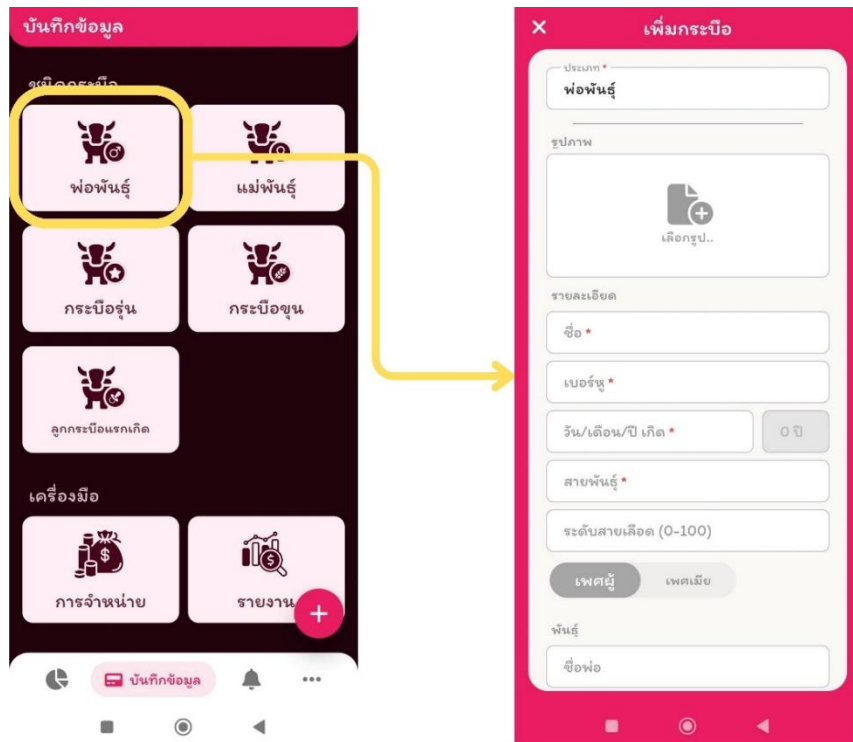 บันทึกข้อมูล
ชนิดกระบือ
พ่อพันธุ์
แม่พันธุ์
กระบือรุ่น
กระบือขุน
ลูกกระบือแรกเกิด
เครื่องมือ
การจำหน่าย
รายงาน
+
บันทึกข้อมูล
เพิ่มกระบือ
ประเภท *
พ่อพันธุ์
รูปภาพ
เลือกรูป..
รายละเอียด
ชื่อ *
เบอร์หู *
วัน/เดือน/ปี เกิด *
0 ปี
สายพันธุ์ *
ระดับสายเลือด (0-100)
เพศผู้
เพศเมีย
พันธุ์
ชื่อพ่อ